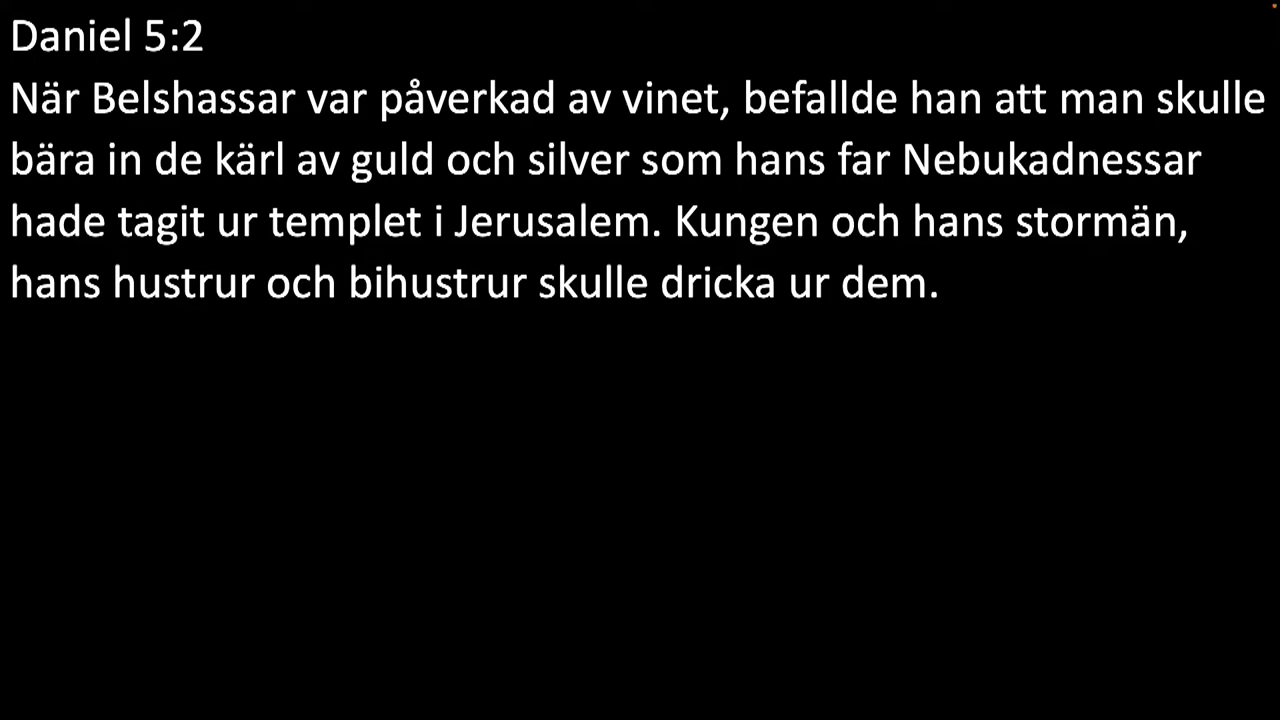 Daniel 5:2
När Belshassar var påverkad av vinet, befallde han att man skulle
bära in de kärl av guld och silver som hans far Nebukadnessar
hade tagit ur templet i Jerusalem. Kungen och hans stormän,
hans hustrur och bihustrur skulle dricka ur dem.